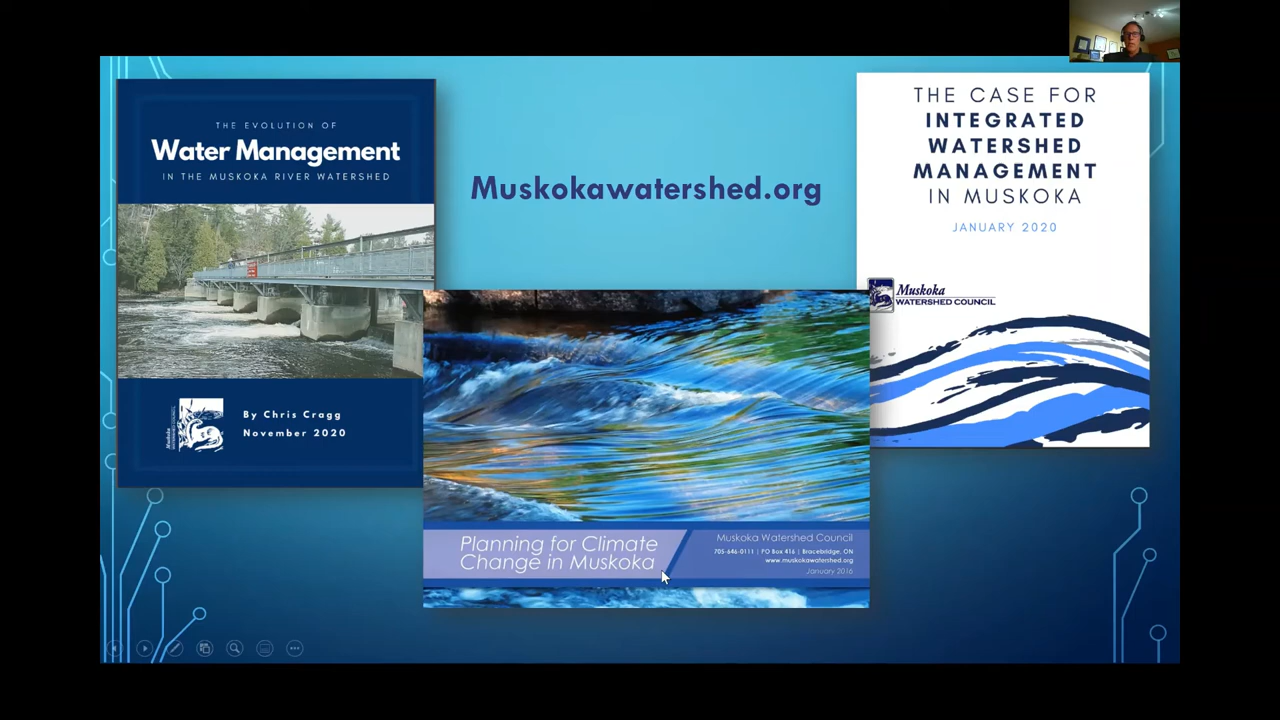 THE EVOLUTION OF
Water Management
IN THE MUSKOKA RIVER WATERSHED
By Chris Cragg
November 2020
Muskokawatershed.org
THE CASE FOR
INTEGRATED
WATERSHED
MANAGEMENT
IN MUSKOKA
JANUARY 2020
Muskoka
WATERSHED COUNCIL
Planning for Climate
Change in Muskoka
Muskoka Watershed Council
705-646-0111 | PO Box 416 | Bracebridge, ON
www.muskokawatershed.org
January 2016